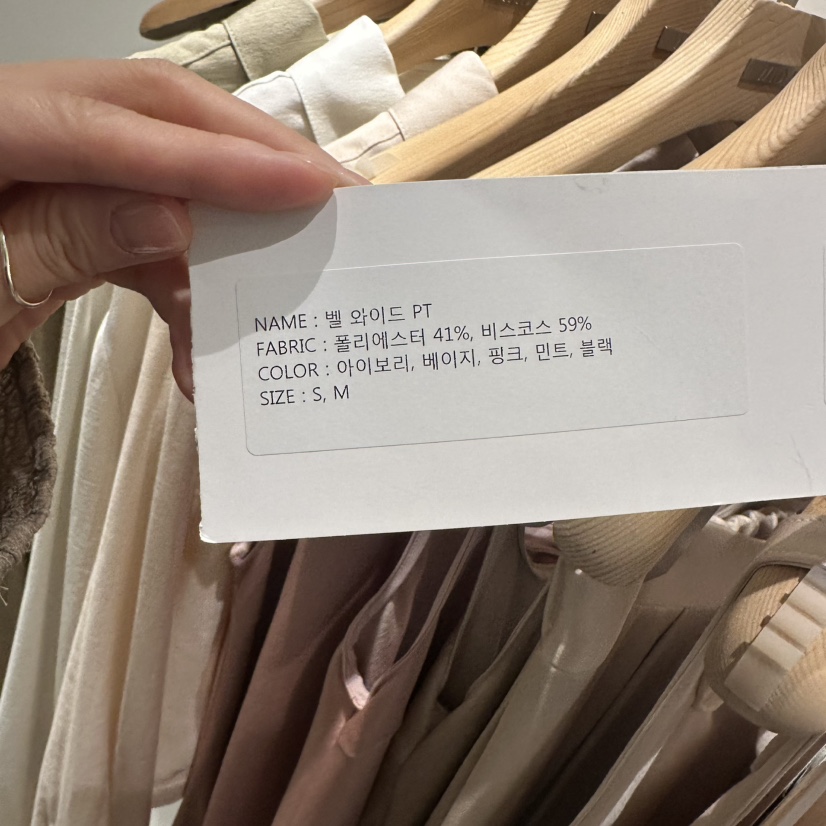 NAME : 벨 와이드 PT
FABRIC : 폴리에스터 41%, 비스코스 59%
COLOR : 아이보리, 베이지, 핑크, 민트, 블랙
SIZE : S, M